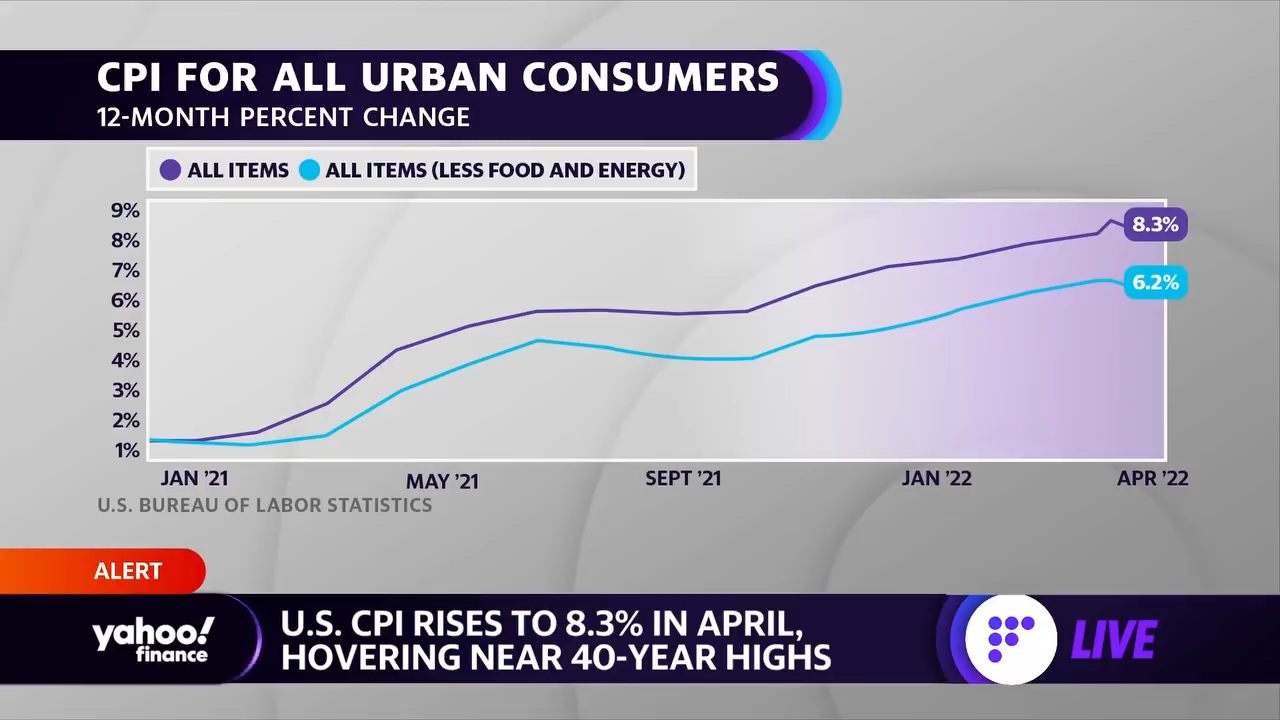 CPI FOR ALL URBAN CONSUMERS
12-MONTH PERCENT CHANGE
ALL ITEMS ALL ITEMS (LESS FOOD AND ENERGY)
9%
8%
7%
6%
5%
4%
3%
2%
1%
8.3%
6.2%
JAN ’21 MAY ’21 SEPT ’21 JAN ’22 APR ’22
U.S. BUREAU OF LABOR STATISTICS
ALERT
yahoo!
finance
U.S. CPI RISES TO 8.3% IN APRIL,
HOVERING NEAR 40-YEAR HIGHS
LIVE